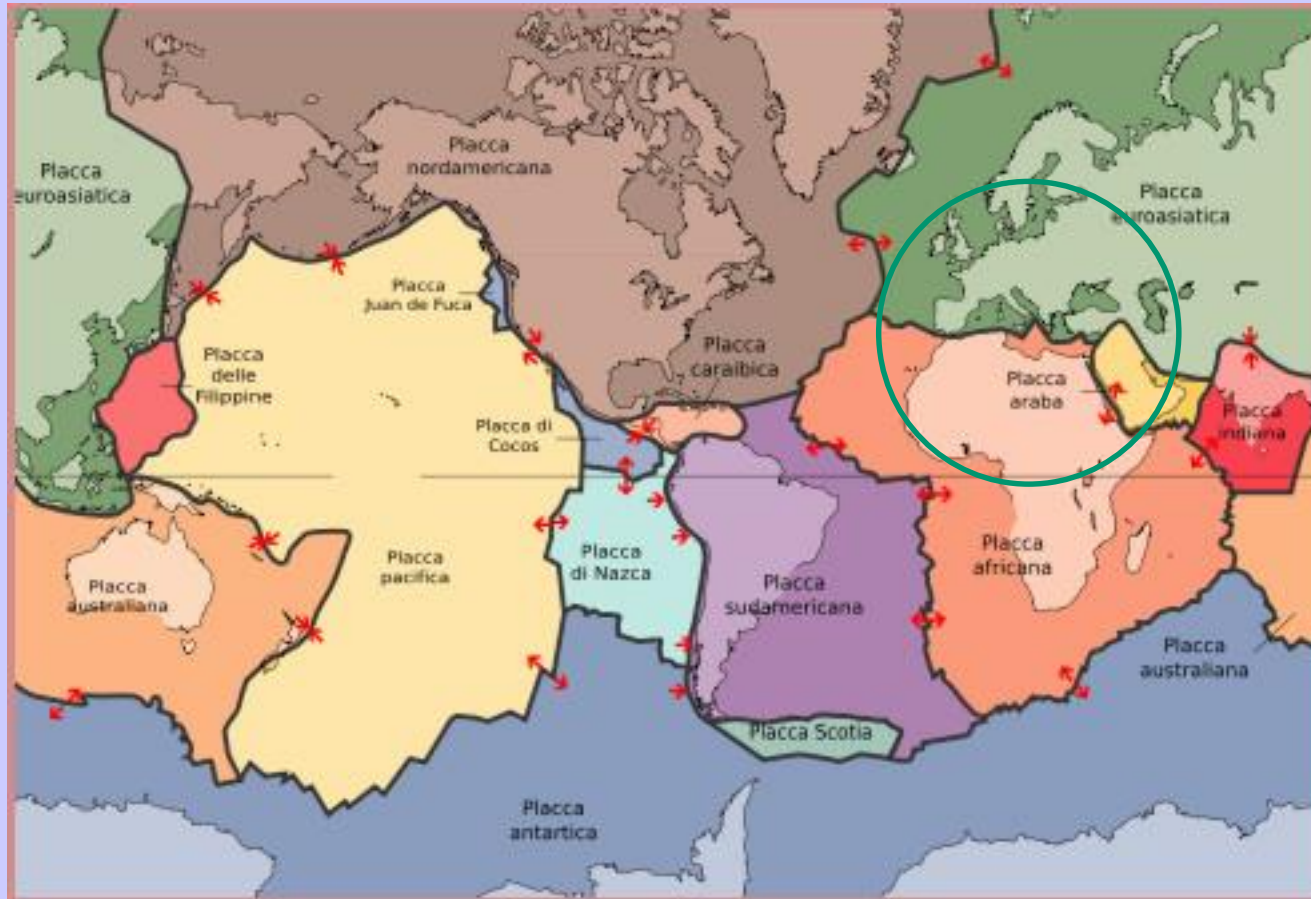 Placca
euroasiatica
Placca
nordamericana
Placca
euroasiatica
Placca
Juan de Fuca
Placca
delle
Filippine
Placca
caraibica
Placca
araba
Placca di
Cocos
Placca
indiana
Placca
australiana
Placca
pacifica
Placca
di Nazca
Placca
sudamericana
Placca
africana
Placca
australiana
Placca Scotia
Placca
antartica